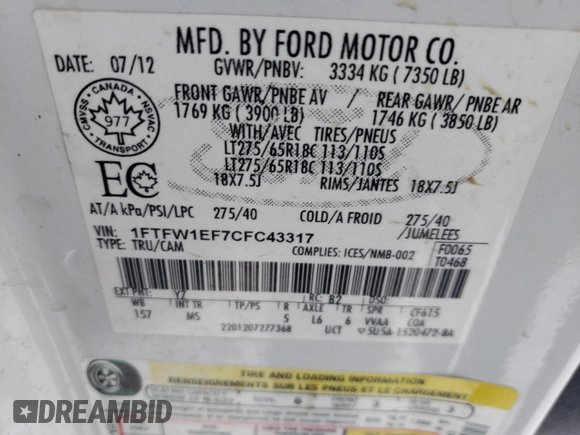 MFD. BY FORD MOTOR CO.
DATE: 07/12 GVWR/PNBV: 3334 KG ( 7350 LB)
FRONT GAWR/PNBE AV REAR GAWR/ PNBE AR
1769 KG ( 3900 LB) 1746 KG ( 3850 LB)
WITH/AVEC TIRES/PNEUS
LT275/65R18C 113/110S
LT275/65R18C 113/110S
18X7.5J RIMS/JANTES 18X7.5J
CANADA
CMVSS NSVAC
977
TRANSPORT
EC
AT/A kPa/PSI/LPC 275/40 COLD/A FROID 275/40
/JUMELEES
VIN: 1FTFW1EF7CFC43317
TYPE: TRU/CAM COMPLIES: ICES/NMB-002
F0065
T0468
EXT PNT: YZ RC: B2 DSO:
WB INT TR TP/PS R AXLE TR SPR CF615
157 MS 5 L6 6 VVAA COA
2201207277368 UCT 5U5A-1520472-BA
TIRE AND LOADING INFORMATION
RENSEIGNEMENTS SUR LES PNEUS ET LE CHARGEMENT
DREAMBID